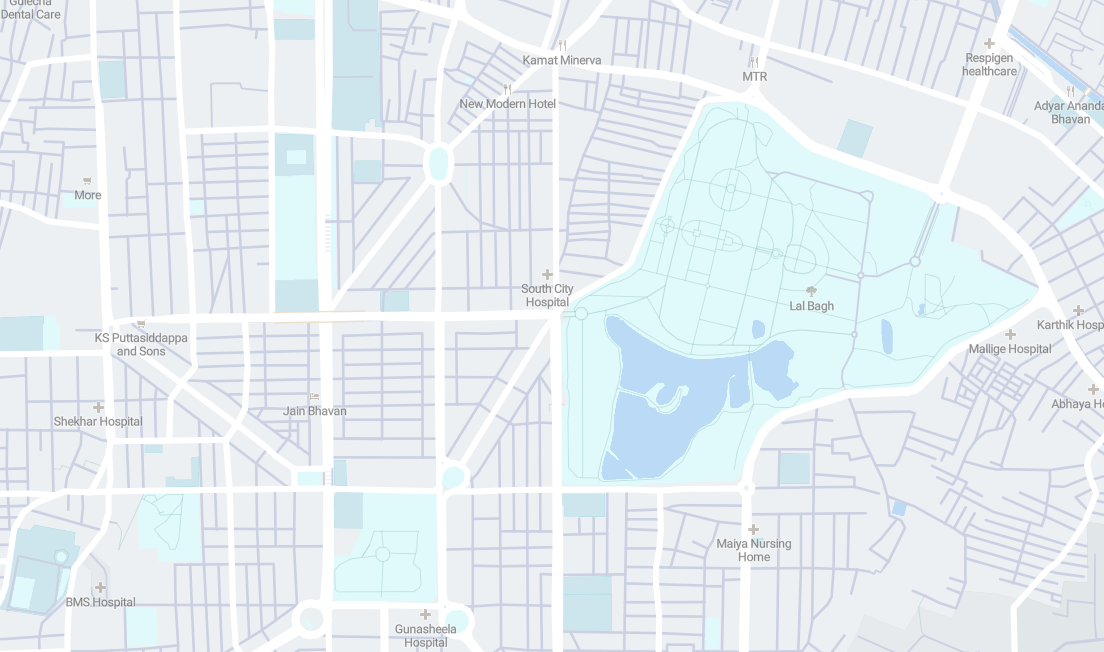 Gulecha
Dental Care
Kamat Minerva
MTR
Respigen
healthcare
New Modern Hotel
Adyar Ananda
Bhavan
More
South City
Hospital
Lal Bagh
KS Puttasiddappa
and Sons
Karthik Hosp
Mallige Hospital
Jain Bhavan
Shekhar Hospital
Abhaya Ho
Maiya Nursing
Home
BMS Hospital
Gunasheela
Hospital